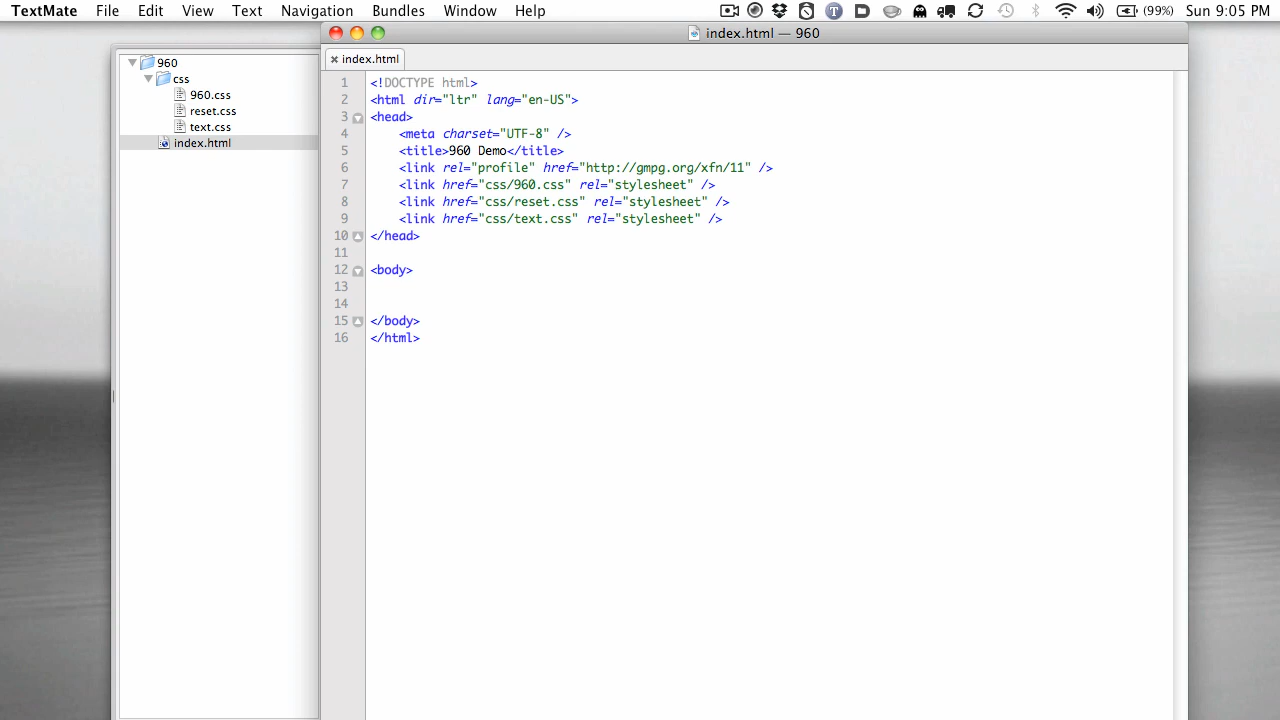 TextMate File Edit View Text Navigation Bundles Window Help (99%) Sun 9:05 PM
index.html — 960
960
css
960.css
reset.css
text.css
index.html
index.html
1 <!DOCTYPE html>
2 <html dir="ltr" lang="en-US">
3 <head>
4 <meta charset="UTF-8" />
5 <title>960 Demo</title>
6 <link rel="profile" href="http://gmpg.org/xfn/11" />
7 <link href="css/960.css" rel="stylesheet" />
8 <link href="css/reset.css" rel="stylesheet" />
9 <link href="css/text.css" rel="stylesheet" />
10 </head>
11
12 <body>
13
14
15 </body>
16 </html>